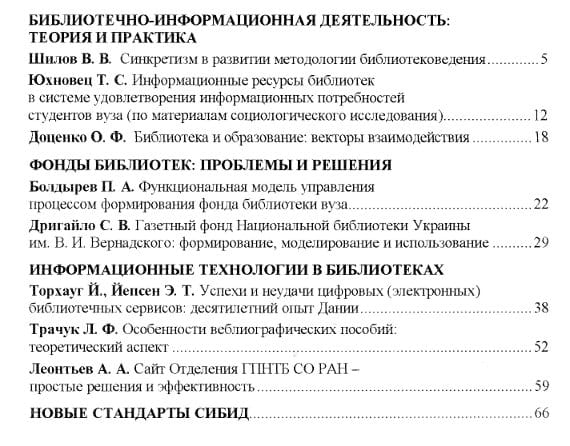 БИБЛИОТЕЧНО-ИНФОРМАЦИОННАЯ ДЕЯТЕЛЬНОСТЬ:
ТЕОРИЯ И ПРАКТИКА
Шилов В. В. Синкретизм в развитии методологии библиотековедения ........ 5
Юхновец Т. С. Информационные ресурсы библиотек
в системе удовлетворения информационных потребностей
студентов вуза (по материалам социологического исследования)............... 12
Доценко О. Ф. Библиотека и образование: векторы взаимодействия ........... 18
ФОНДЫ БИБЛИОТЕК: ПРОБЛЕМЫ И РЕШЕНИЯ
Болдырев П. А. Функциональная модель управления
процессом формирования фонда библиотеки вуза................................ 22
Дригайло С. В. Газетный фонд Национальной библиотеки Украины
им. В. И. Вернадского: формирование, моделирование и использование ........ 29
ИНФОРМАЦИОННЫЕ ТЕХНОЛОГИИ В БИБЛИОТЕКАХ
Торхауг Й., Йепсен Э. Т. Успехи и неудачи цифровых (электронных)
библиотечных сервисов: десятилетний опыт Дании ............................... 38
Трачук Л. Ф. Особенности веблиографических пособий:
теоретический аспект ............................................................ 52
Леонтьев А. А. Сайт Отделения ГПНТБ СО РАН –
простые решения и эффективность................................................ 59
НОВЫЕ СТАНДАРТЫ СИБИД...................................................... 66